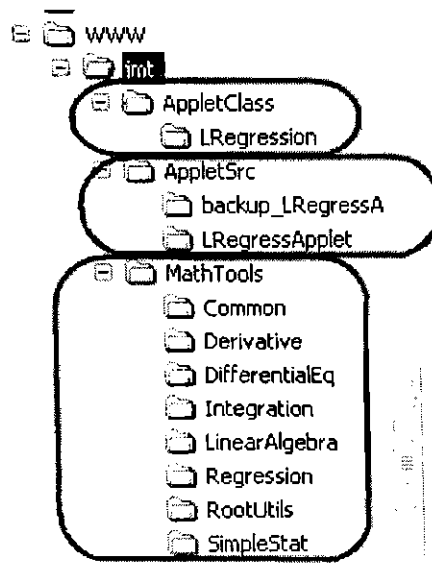 WWW
imt
AppletClass
LRegression
AppletSrc
backup_LRegressA
LRegressApplet
MathTools
Common
Derivative
DifferentialEq
Integration
LinearAlgebra
Regression
RootUtils
SimpleStat